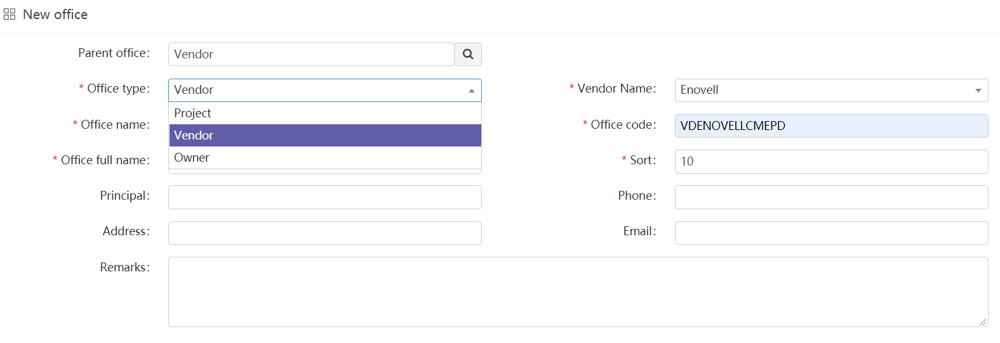 New office
Parent office: Vendor
* Office type: Vendor * Vendor Name: Enovell
Project
* Office name: Vendor * Office code: VDENOVELLCMEPD
Owner
* Office full name: * Sort: 10
Principal: Phone:
Address: Email:
Remarks: